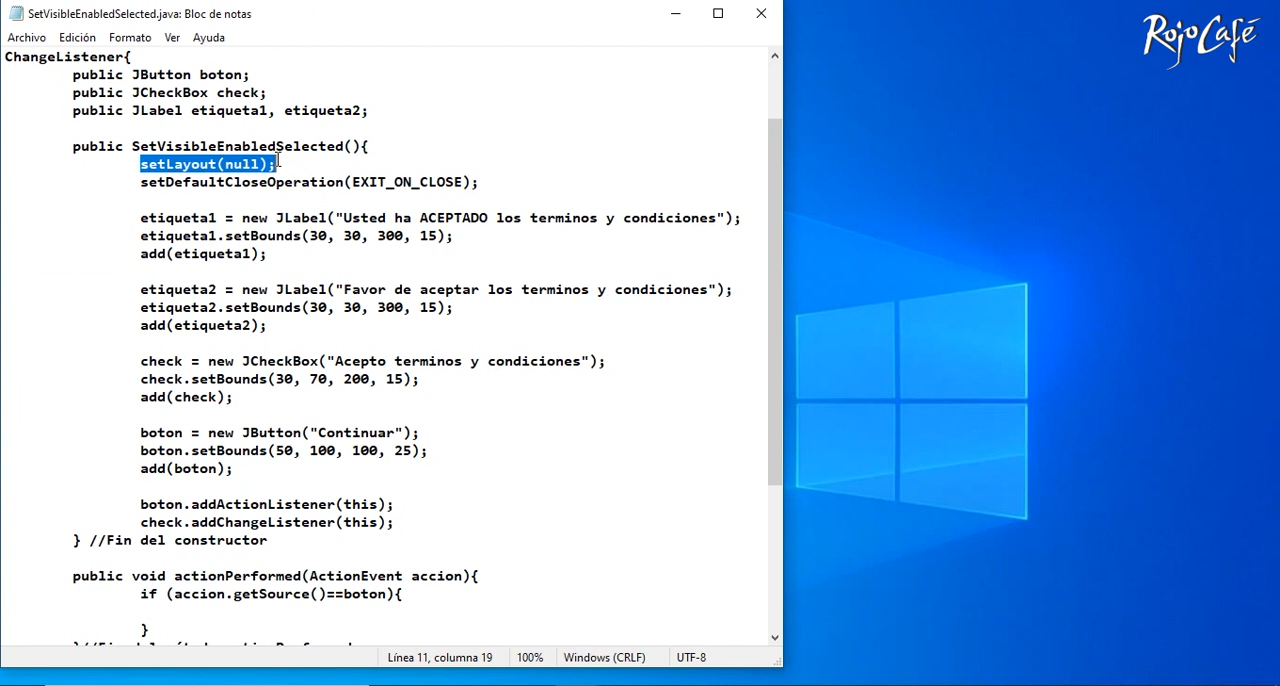 SetVisibleEnabledSelected.java: Bloc de notas
RojoCafé
Archivo Edición Formato Ver Ayuda
ChangeListener{
public JButton boton;
public JCheckBox check;
public JLabel etiqueta1, etiqueta2;
public SetVisibleEnabledSelected(){
setLayout(null);
setDefaultCloseOperation(EXIT_ON_CLOSE);
etiqueta1 = new JLabel("Usted ha ACEPTADO los terminos y condiciones");
etiqueta1.setBounds(30, 30, 300, 15);
add(etiqueta1);
etiqueta2 = new JLabel("Favor de aceptar los terminos y condiciones");
etiqueta2.setBounds(30, 30, 300, 15);
add(etiqueta2);
check = new JCheckBox("Acepto terminos y condiciones");
check.setBounds(30, 70, 200, 15);
add(check);
boton = new JButton("Continuar");
boton.setBounds(50, 100, 100, 25);
add(boton);
boton.addActionListener(this);
check.addChangeListener(this);
} //Fin del constructor
public void actionPerformed(ActionEvent accion){
if (accion.getSource()==boton){
}
Línea 11, columna 19 100% Windows (CRLF) UTF-8